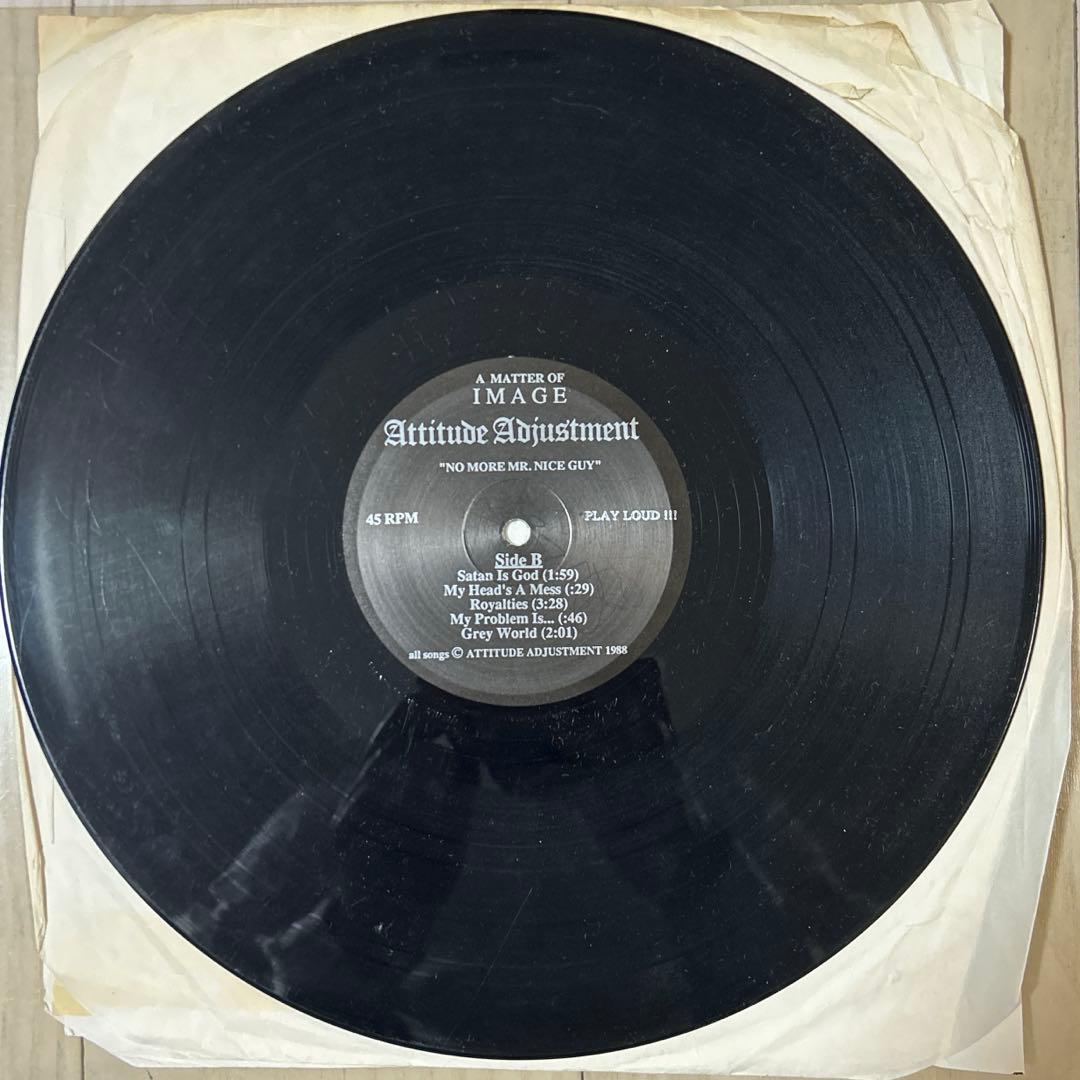 A MATTER OF
IMAGE
Attitude Adjustment
"NO MORE MR. NICE GUY"
45 RPM
PLAY LOUD !!!
Side B
Satan Is God (1:59)
My Head's A Mess (:29)
Royalties (3:28)
My Problem Is... (:46)
Grey World (2:01)
all songs © ATTITUDE ADJUSTMENT 1988